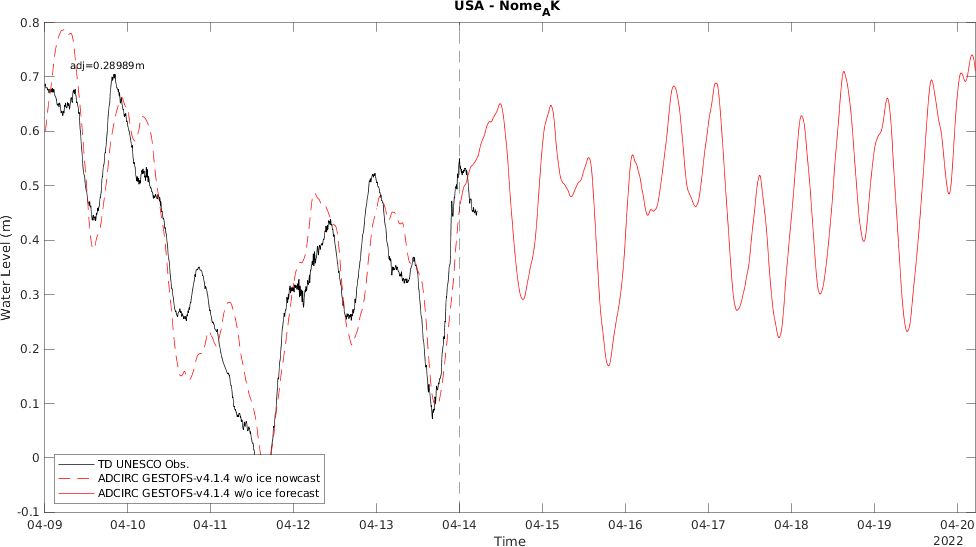 USA - Nome_AK
adj=0.28989m
0.8
0.7
0.6
0.5
0.4
0.3
0.2
0.1
0
-0.1
Water Level (m)
TD UNESCO Obs.
ADCIRC GESTOFS-v4.1.4 w/o ice nowcast
ADCIRC GESTOFS-v4.1.4 w/o ice forecast
04-09 04-10 04-11 04-12 04-13 04-14 04-15 04-16 04-17 04-18 04-19 04-20
Time
2022